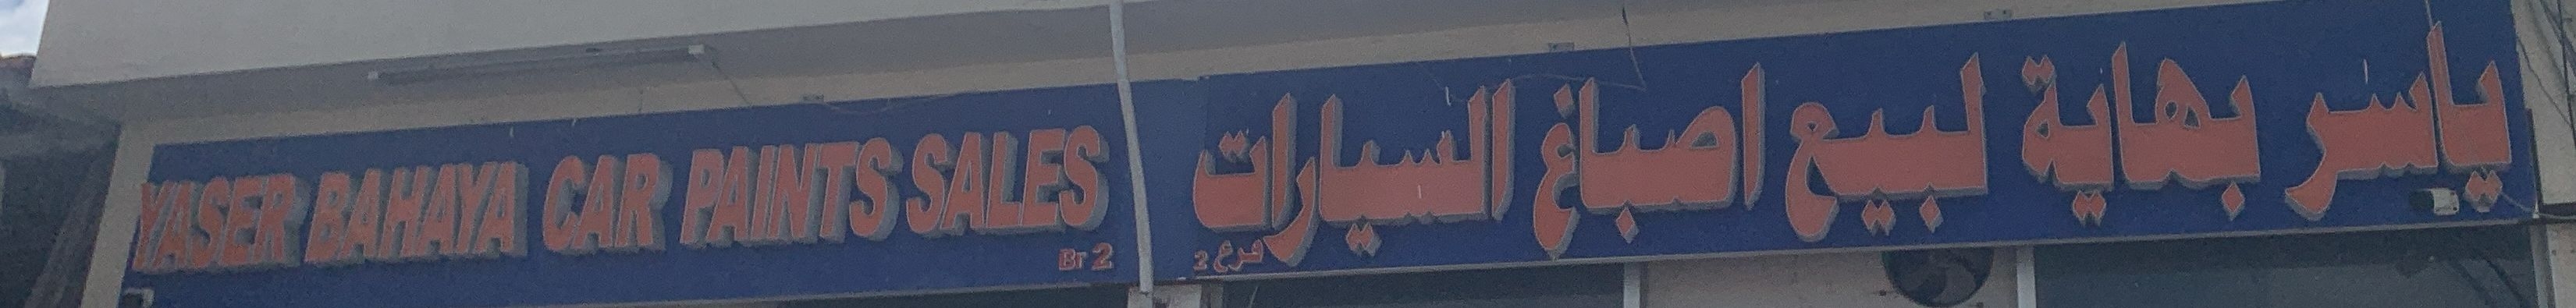 YASER BAHAYA CAR PAINTS SALES
Br 2
ياسر بهاية لبيع اصباغ السيارات
فرع 2